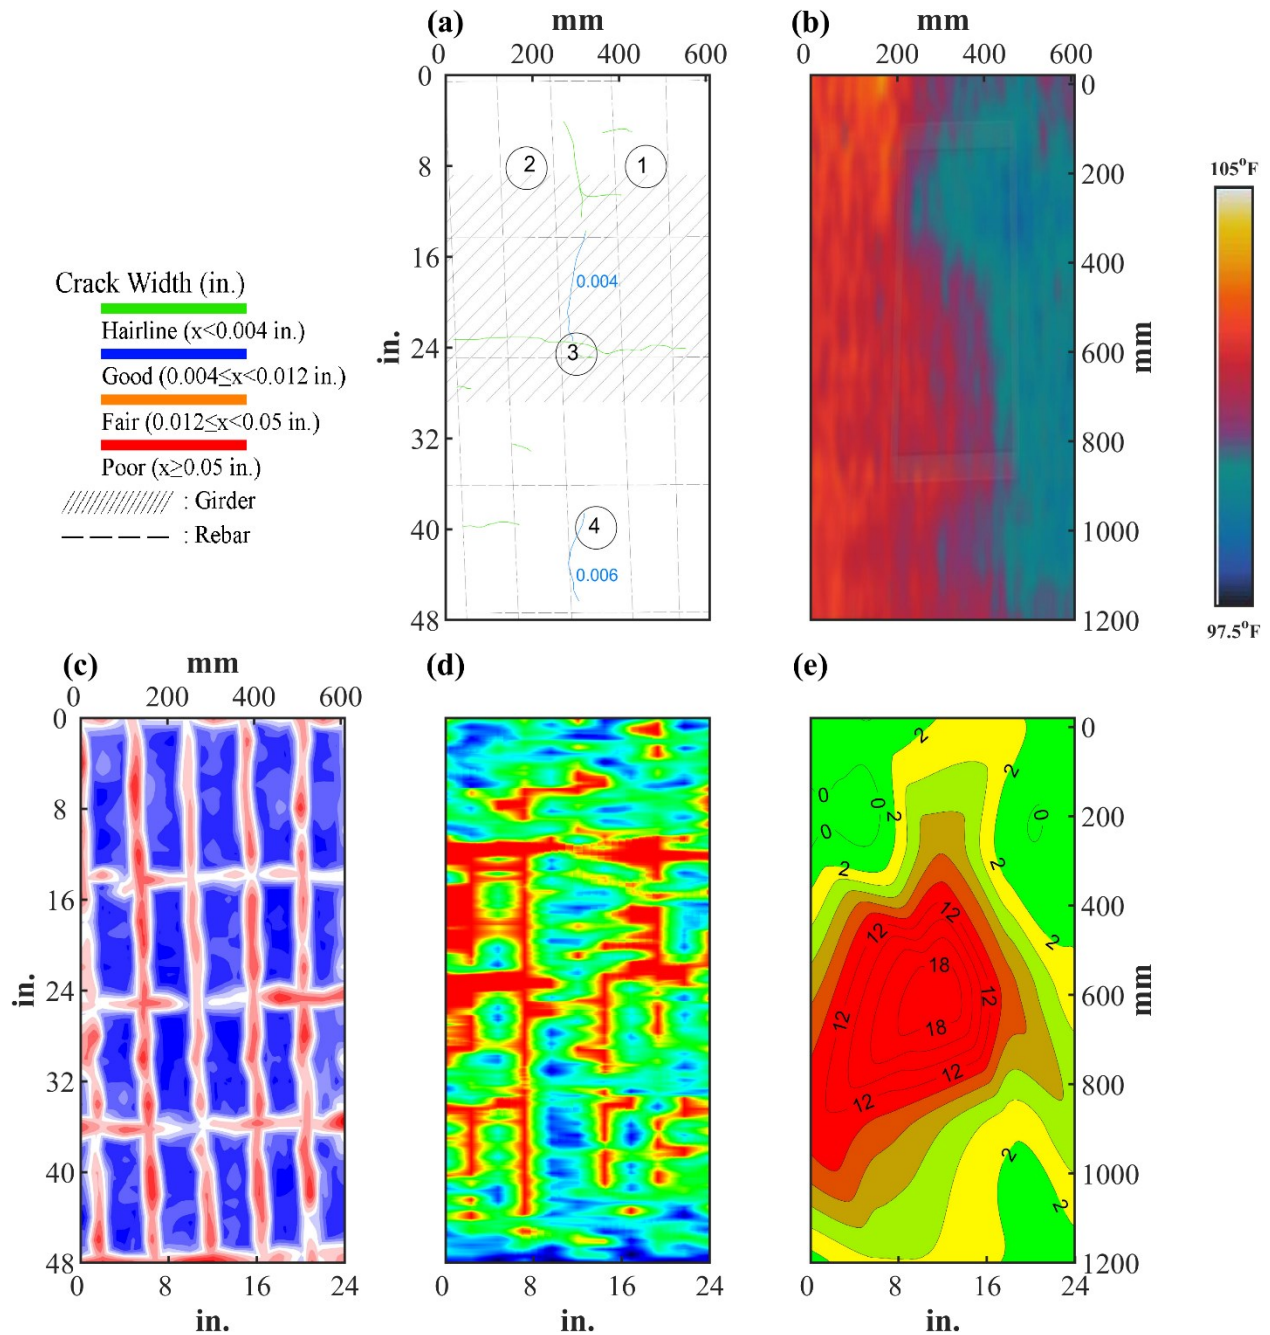 (a) mm
0 200 400 600
0
8
16
24
32
40
48
in.
2
1
0.004
3
4
0.006
(b) mm
0 200 400 600
0
200
400
600
800
1000
1200
mm
105°F
97.5°F
Crack Width (in.)
Hairline (x<0.004 in.)
Good (0.004≤x<0.012 in.)
Fair (0.012≤x<0.05 in.)
Poor (x≥0.05 in.)
: Girder
: Rebar
(c) mm
0 200 400 600
0
8
16
24
32
40
48
in.
0 8 16 24
in.
(d)
0 8 16 24
in.
(e)
2
2
0 0 2 0
0
2 2
12
12 2
18
12 12
18
12
12
2
2
0
200
400
600
800
1000
1200
mm
0 8 16 24
in.